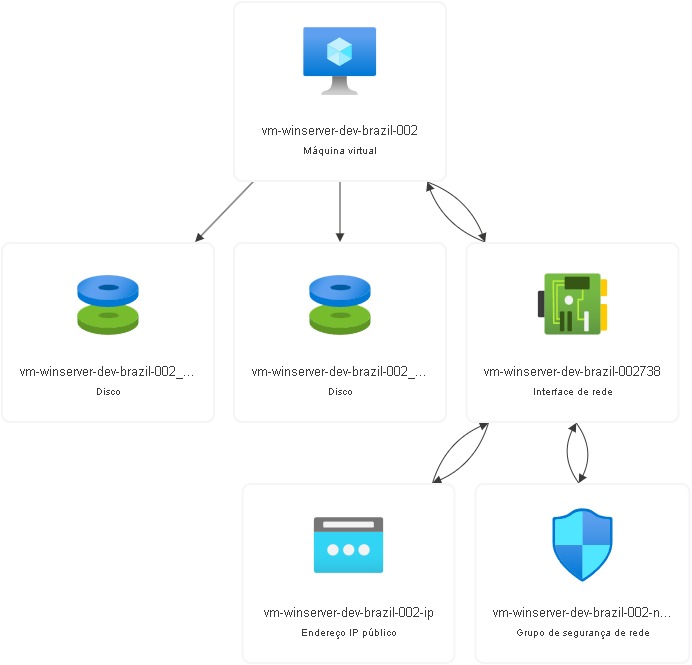 vm-winserver-dev-brazil-002
Máquina virtual
vm-winserver-dev-brazil-002_...
Disco
vm-winserver-dev-brazil-002_...
Disco
vm-winserver-dev-brazil-002738
Interface de rede
vm-winserver-dev-brazil-002-ip
Endereço IP público
vm-winserver-dev-brazil-002-n...
Grupo de segurança de rede